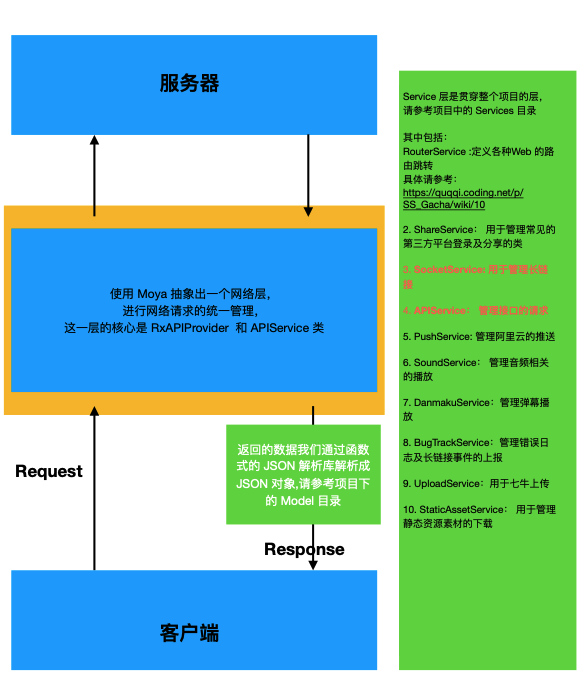 服务器
使用 Moya 抽象出一个网络层,
进行网络请求的统一管理,
这一层的核心是 RxAPIProvider 和 APIService 类
Request
返回的数据我们通过函数
式的 JSON 解析库解析成
JSON 对象,请参考项目下
的 Model 目录
Response
客户端
Service 层是贯穿整个项目的层,
请参考项目中的 Services 目录
其中包括：
RouterService :定义各种Web 的路
由跳转
具体请参考：
https://quqqi.coding.net/p/
SS_Gacha/wiki/10
2. ShareService： 用于管理常见的
第三方平台登录及分享的类
3. SocketService: 用于管理长链
接
4. APIService： 管理接口的请求
5. PushService: 管理阿里云的推送
6. SoundService： 管理音频相关
的播放
7. DanmakuService：管理弹幕播
放
8. BugTrackService：管理错误日
志及长链接事件的上报
9. UploadService：用于七牛上传
10. StaticAssetService： 用于管理
静态资源素材的下载